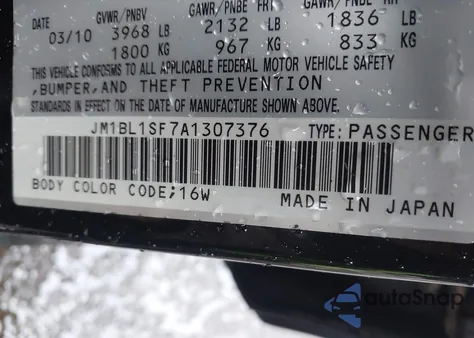 DATE GVWR/PNBV GAWR/PNBE FRT GAWR/PNBE RR
03/10 3968 LB 2132 LB 1836 LB
1800 KG 967 KG 833 KG
THIS VEHICLE CONFORMS TO ALL APPLICABLE FEDERAL MOTOR VEHICLE SAFETY,
,BUMPER,AND THEFT PREVENTION
STANDARDS IN EFFECT ON THE DATE OF MANUFACTURE SHOWN ABOVE.
JM1BL1SF7A1307376 TYPE: PASSENGER
BODY COLOR CODE;16W MADE IN JAPAN
autoSnap